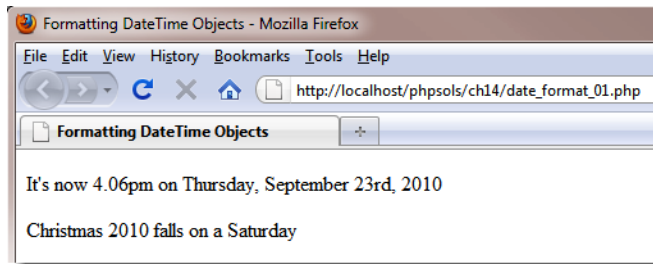 Formatting DateTime Objects - Mozilla Firefox
File Edit View History Bookmarks Tools Help
http://localhost/phpsols/ch14/date_format_01.php
Formatting DateTime Objects
It's now 4.06pm on Thursday, September 23rd, 2010
Christmas 2010 falls on a Saturday